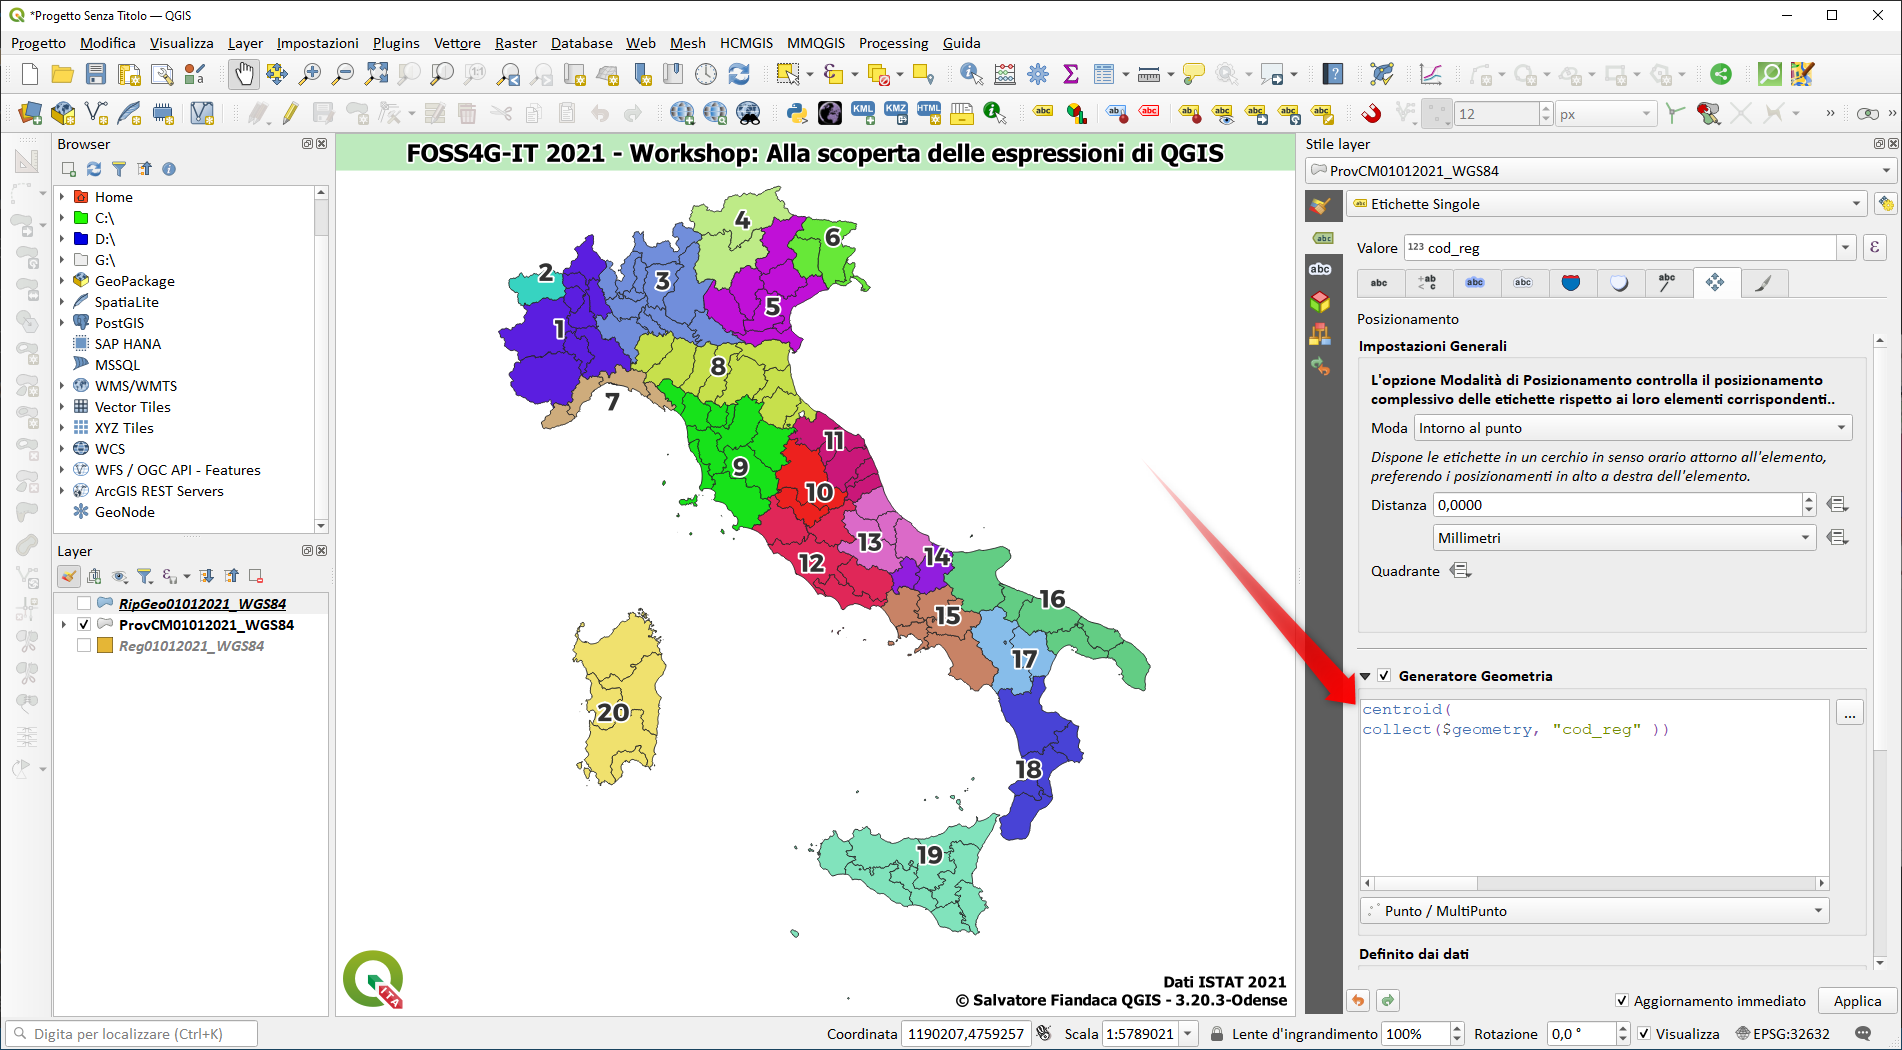 *Progetto Senza Titolo — QGIS
Progetto Modifica Visualizza Layer Impostazioni Plugins Vettore Raster Database Web Mesh HCMGIS MMQGIS Processing Guida
KML KMZ HTML abc abc abc 12 px
Browser
Home
C:\
D:\
G:\
GeoPackage
SpatiaLite
PostGIS
SAP HANA
MSSQL
WMS/WMTS
Vector Tiles
XYZ Tiles
WCS
WFS / OGC API - Features
ArcGIS REST Servers
GeoNode
Layer
RipGeo01012021_WGS84
ProvCM01012021_WGS84
Reg01012021_WGS84
FOSS4G-IT 2021 - Workshop: Alla scoperta delle espressioni di QGIS
4
6
2
3
5
1
8
7
11
9
10
13
14
12
16
15
17
20
18
19
ITA
Dati ISTAT 2021
© Salvatore Fiandaca QGIS - 3.20.3-Odense
Stile layer
ProvCM01012021_WGS84
Etichette Singole
Valore 123 cod_reg
abc abc abc abc
Posizionamento
Impostazioni Generali
L'opzione Modalità di Posizionamento controlla il posizionamento
complessivo delle etichette rispetto ai loro elementi corrispondenti..
Moda Intorno al punto
Dispone le etichette in un cerchio in senso orario attorno all'elemento,
preferendo i posizionamenti in alto a destra dell'elemento.
Distanza 0,0000
Millimetri
Quadrante
Generatore Geometria
centroid(
collect($geometry, "cod_reg" ))
...
Punto / MultiPunto
Definito dai dati
Aggiornamento immediato Applica
Digita per localizzare (Ctrl+K) Coordinata 1190207,4759257 Scala 1:5789021 Lente d'ingrandimento 100% Rotazione 0,0 ° Visualizza EPSG:32632